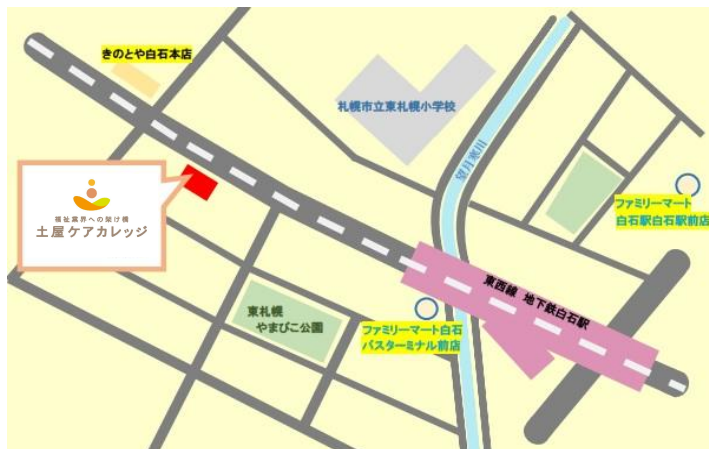 きのとや白石本店
札幌市立東札幌小学校
望月寒川
福祉業界への架け橋
土屋ケアカレッジ
ファミリーマート
白石駅白石駅前店
東西線 地下鉄白石駅
東札幌
やまびこ公園
ファミリーマート白石
バスターミナル前店